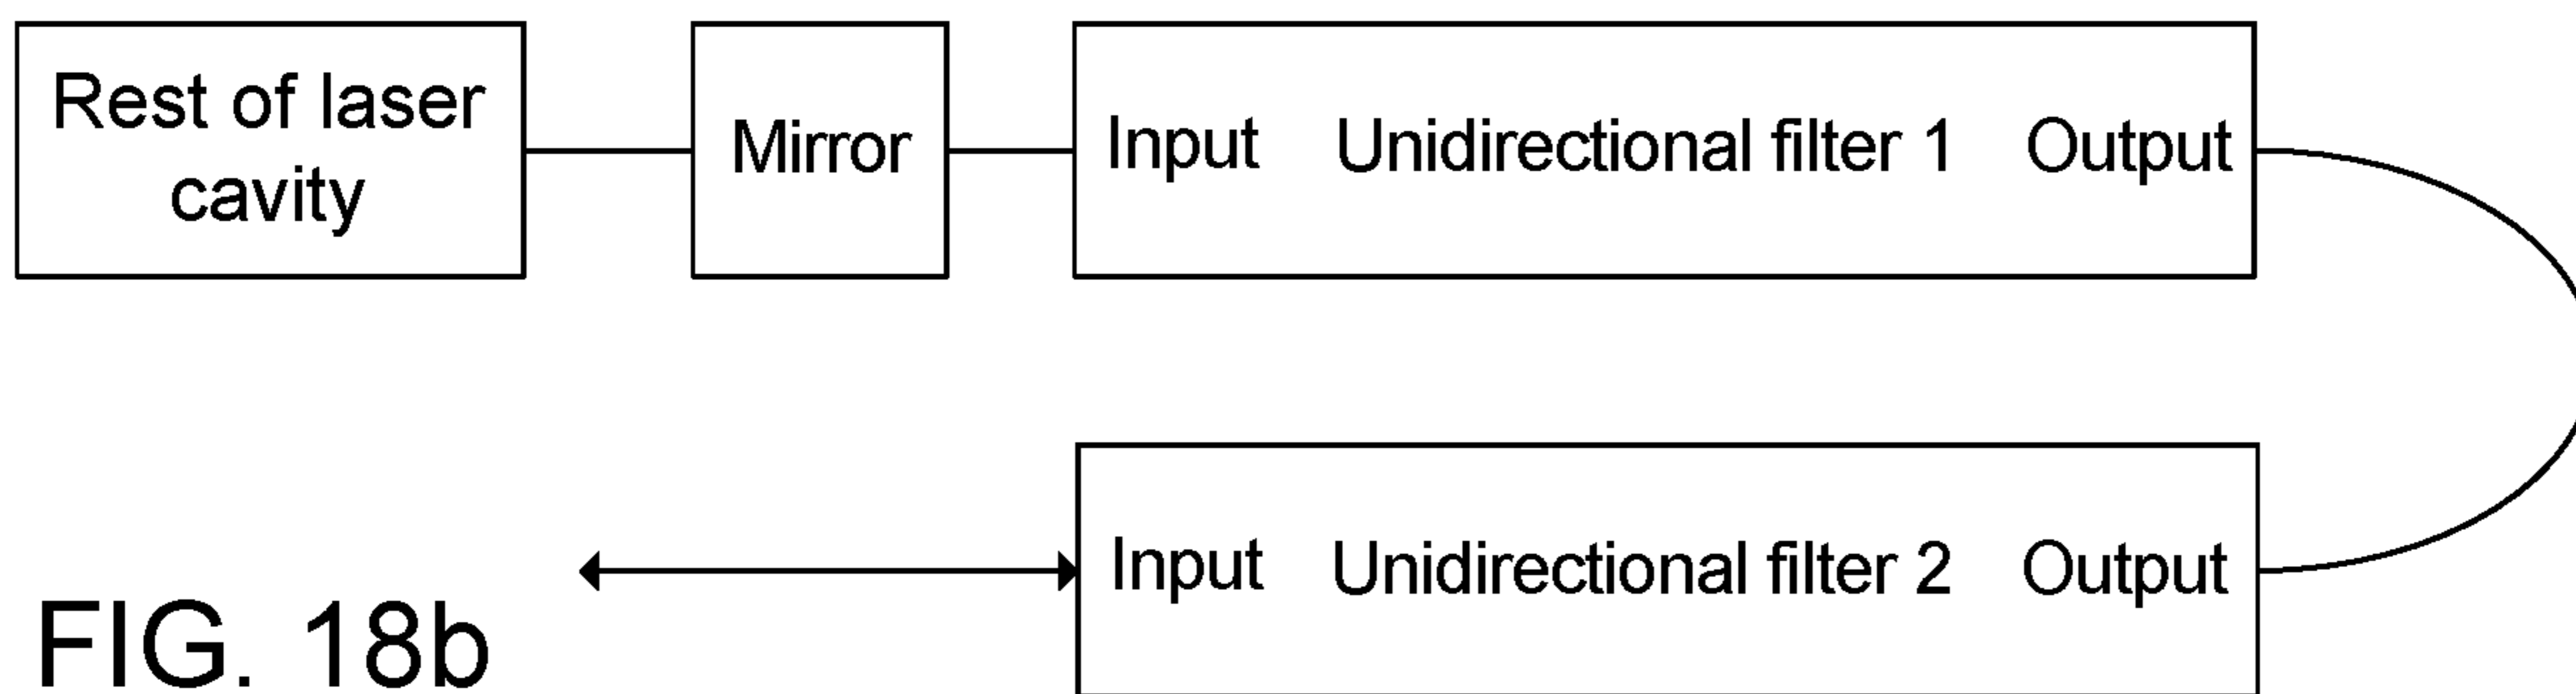 Rest of laser
cavity
Mirror
Input Unidirectional filter 1 Output
Input Unidirectional filter 2 Output
FIG. 18b